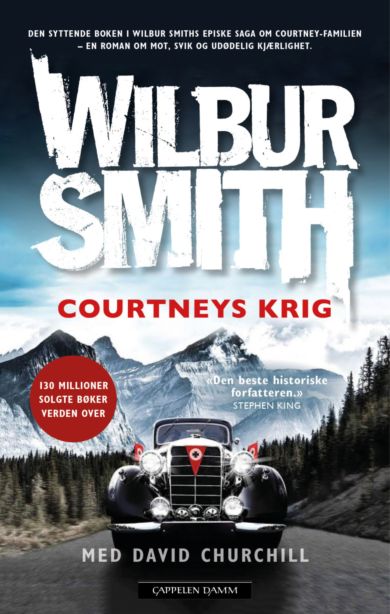 DEN SYTTENDE BOKEN I WILBUR SMITHS EPISKE SAGA OM COURTNEY-FAMILIEN
– EN ROMAN OM MOT, SVIK OG UDØDELIG KJÆRLIGHET.
WILBUR
SMITH
COURTNEYS KRIG
130 MILLIONER
SOLGTE BØKER
VERDEN OVER
«Den beste historiske
forfatteren.»
STEPHEN KING
MED DAVID CHURCHILL
CAPPELEN DAMM